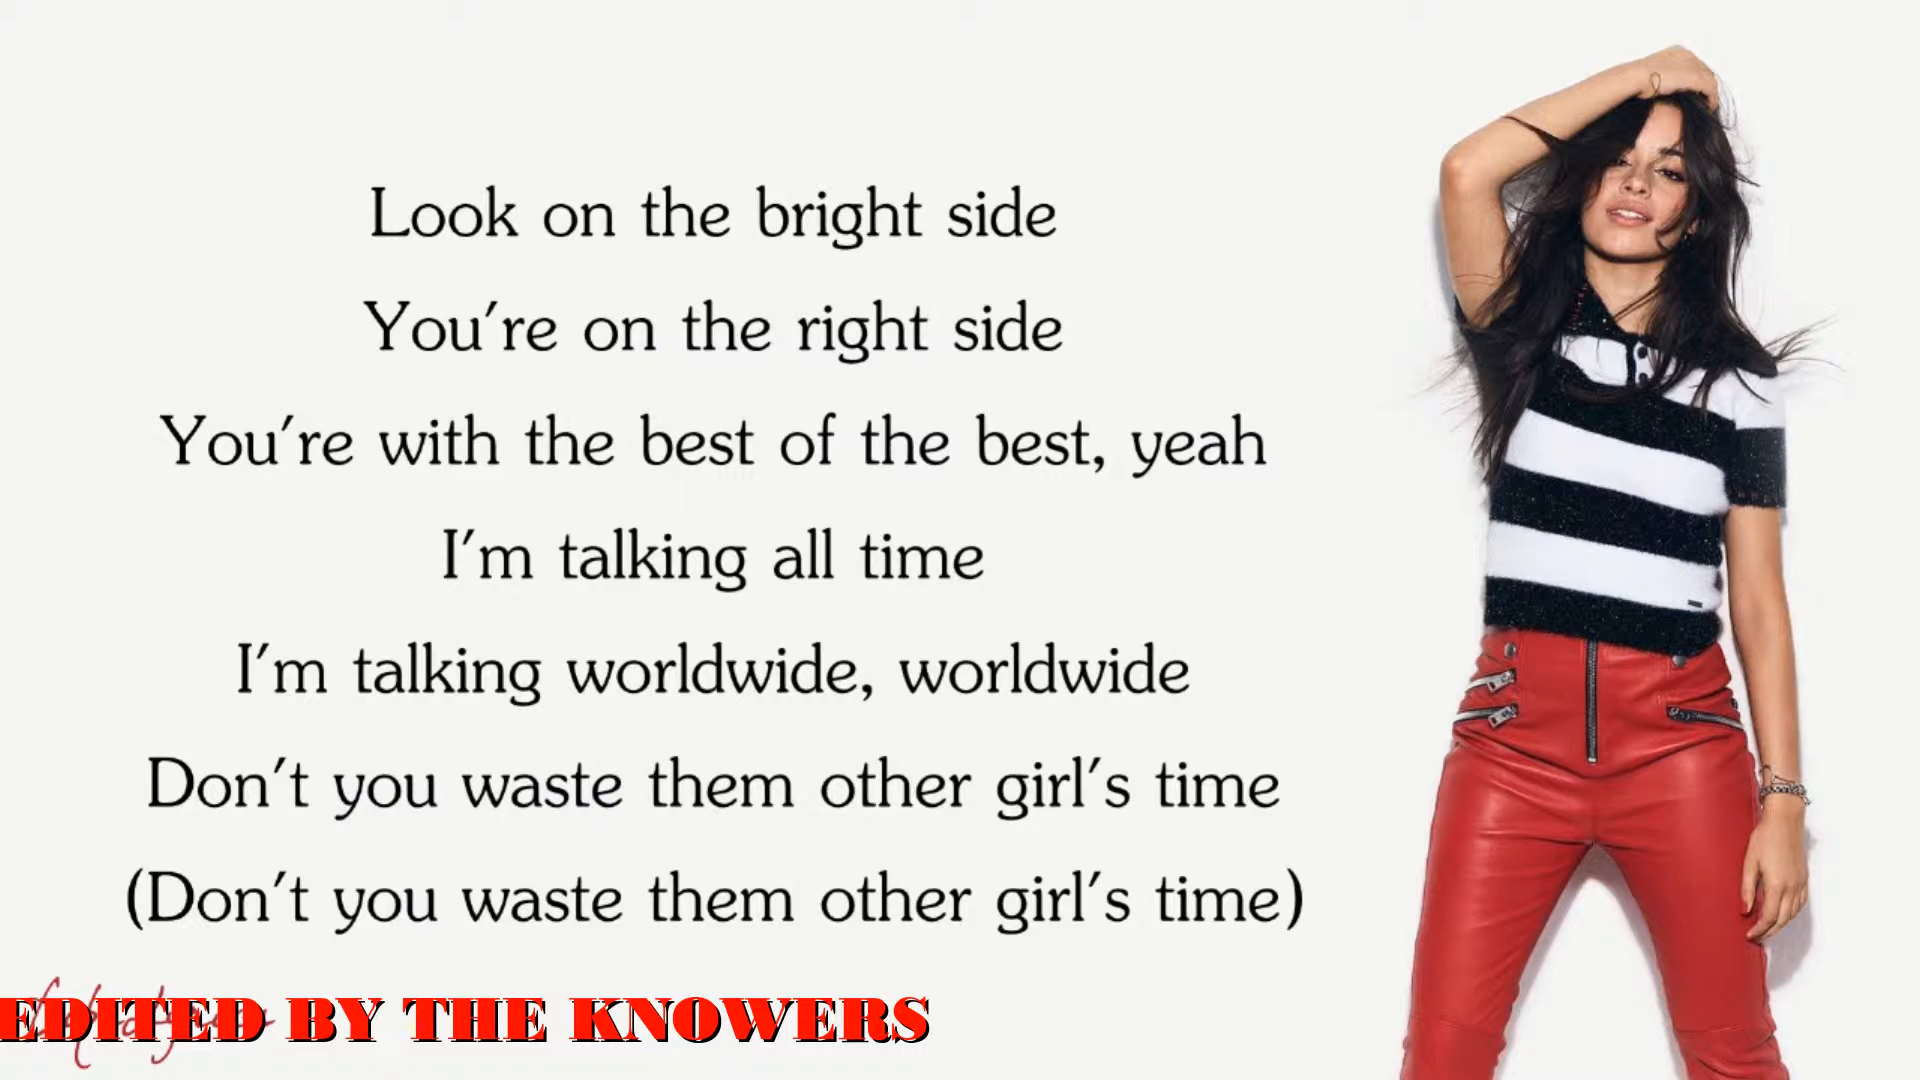 Look on the bright side
You're on the right side
You're with the best of the best, yeah
I'm talking all time
I'm talking worldwide, worldwide
Don't you waste them other girl's time
(Don't you waste them other girl's time)
EDITED BY THE KNOWERS